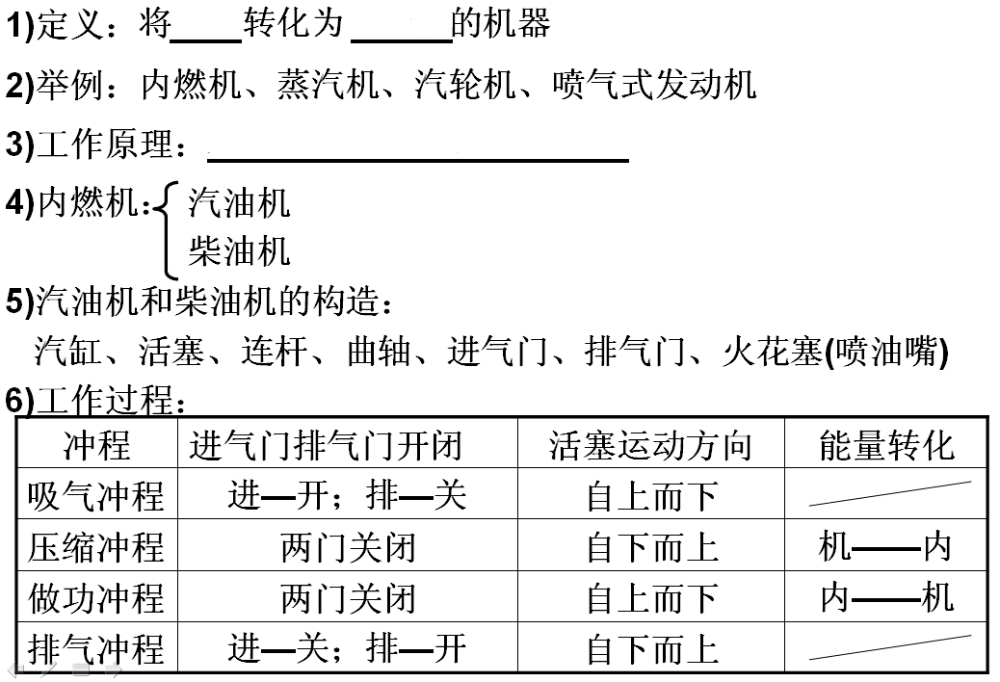 1)定义：将____转化为______的机器
2)举例：内燃机、蒸汽机、汽轮机、喷气式发动机
3)工作原理：________________________
4)内燃机： 汽油机
柴油机
5)汽油机和柴油机的构造：
汽缸、活塞、连杆、曲轴、进气门、排气门、火花塞(喷油嘴)
6)工作过程：
冲程 进气门排气门开闭 活塞运动方向 能量转化
吸气冲程 进—开；排—关 自上而下
压缩冲程 两门关闭 自下而上 机——内
做功冲程 两门关闭 自上而下 内——机
排气冲程 进—关；排—开 自下而上